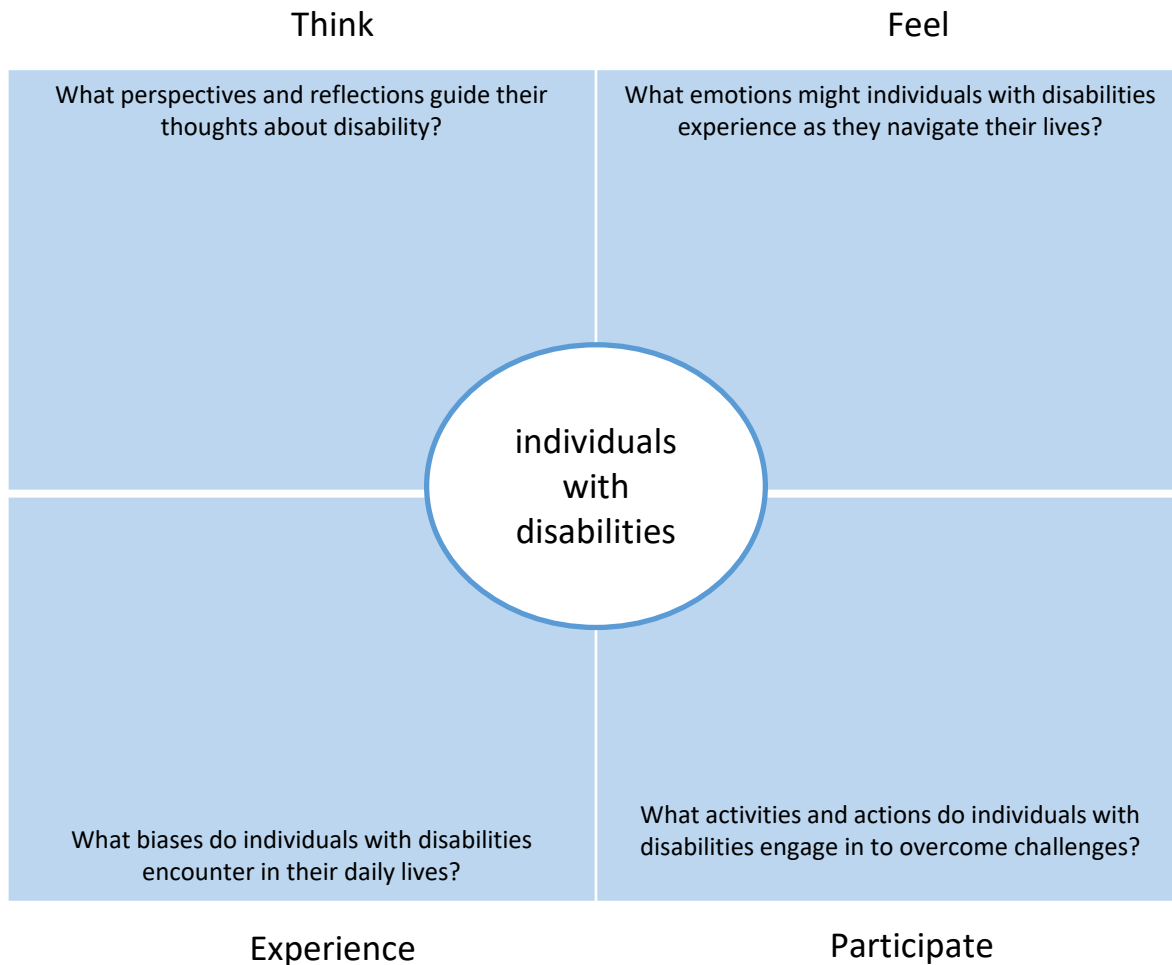 Think
Feel
What perspectives and reflections guide their
thoughts about disability?
What emotions might individuals with disabilities
experience as they navigate their lives?
individuals
with
disabilities
What biases do individuals with disabilities
encounter in their daily lives?
What activities and actions do individuals with
disabilities engage in to overcome challenges?
Experience
Participate